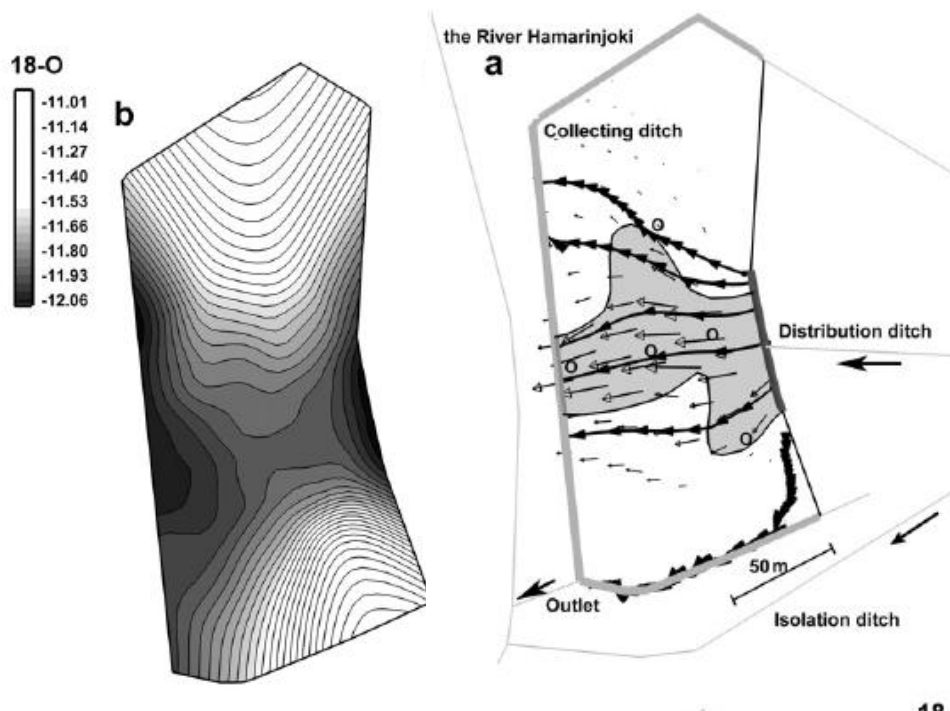 18-O
-11.01
-11.14
-11.27
-11.40
-11.53
-11.66
-11.80
-11.93
-12.06
b
the River Hamarinjoki
a
Collecting ditch
Distribution ditch
50 m
Outlet
Isolation ditch
O
O
O
O
O
18